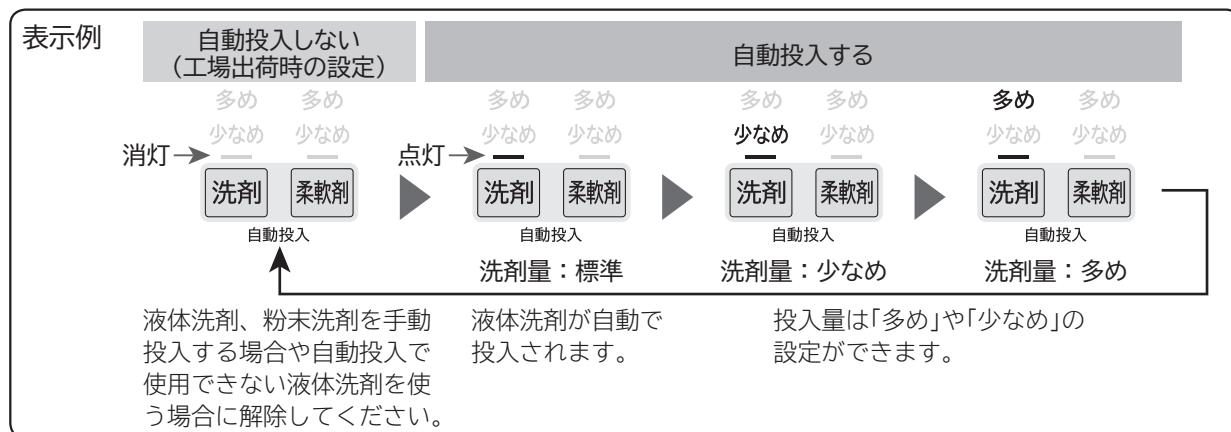 表示例
自動投入しない
（工場出荷時の設定）
自動投入する
多め 多め
少なめ 少なめ
消灯
洗剤 柔軟剤
自動投入
多め 多め
少なめ 少なめ
点灯
洗剤 柔軟剤
自動投入
洗剤量：標準
多め 多め
少なめ 少なめ
洗剤 柔軟剤
自動投入
洗剤量：少なめ
多め 多め
少なめ 少なめ
洗剤 柔軟剤
自動投入
洗剤量：多め
液体洗剤、粉末洗剤を手動
投入する場合や自動投入で
使用できない液体洗剤を使
う場合に解除してください。
液体洗剤が自動で
投入されます。
投入量は｢多め｣や｢少なめ｣の
設定ができます。